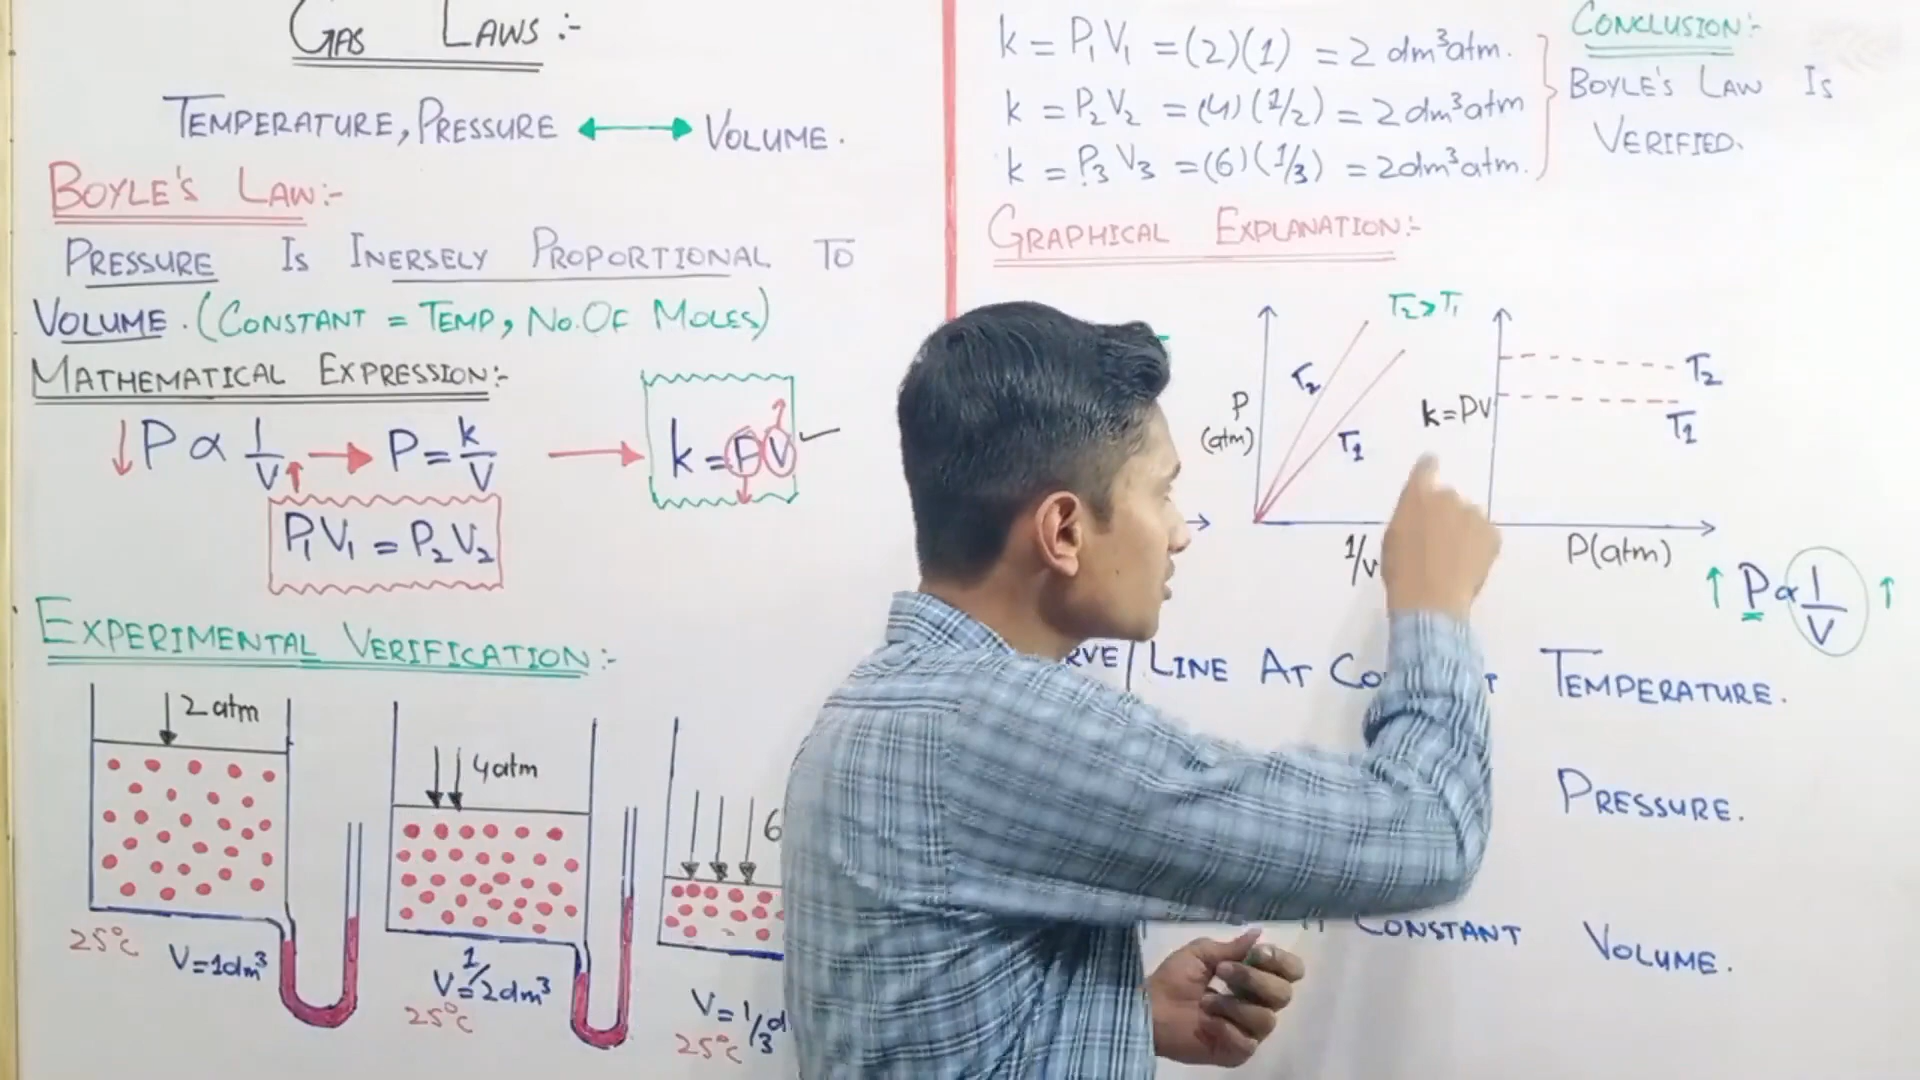 GAS LAWS:-
TEMPERATURE, PRESSURE ↔ VOLUME.
BOYLE'S LAW:-
PRESSURE IS INERSELY PROPORTIONAL TO
VOLUME. (CONSTANT = TEMP, NO. OF MOLES)
MATHEMATICAL EXPRESSION:-
↓P ∝ 1/V↑ → P = k/V → k = PV
P₁V₁ = P₂V₂
EXPERIMENTAL VERIFICATION:-
2 atm
25°C
V=1dm³
4 atm
V=1/2dm³
25°C
6
V=1/3 d
25°C
k = P₁V₁ = (2)(1) = 2 dm³atm.
k = P₂V₂ = (4)(1/2) = 2 dm³atm
k = P₃V₃ = (6)(1/3) = 2dm³atm.
CONCLUSION:-
BOYLE'S LAW IS
VERIFIED.
GRAPHICAL EXPLANATION:-
T₂>T₁
P
(atm)
T₂
T₁
1/v
k=PV
T₂
T₁
P(atm)
↑ P ∝ 1/V ↑
RVE/LINE AT CO T TEMPERATURE.
PRESSURE.
CONSTANT VOLUME.